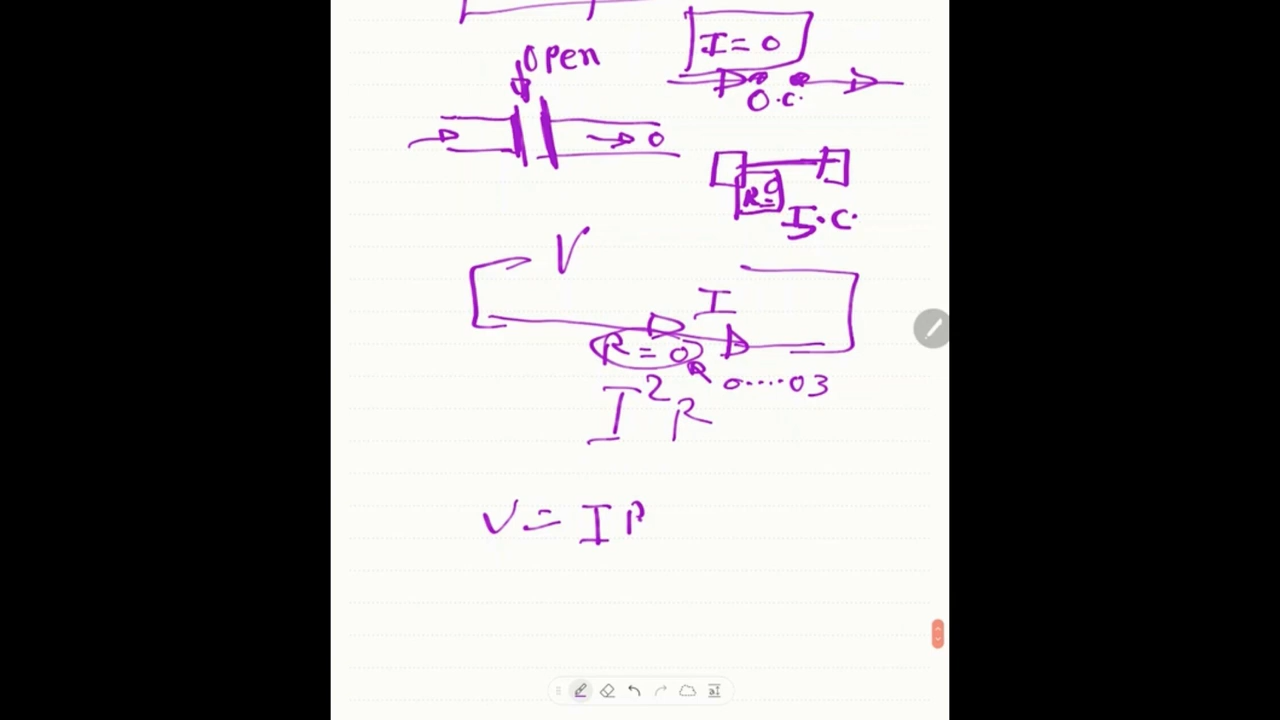 I = 0
open
O.C.
0
R = 0
S.C.
V
I
R = 0
0....03
I²R
V = IR